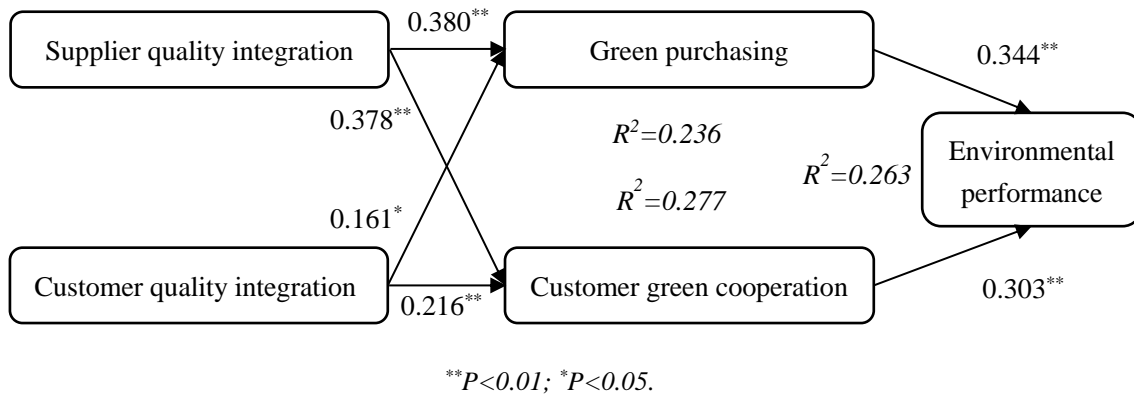 0.380**
Supplier quality integration
Green purchasing
0.344**
0.378**
R²=0.236
Environmental
performance
R²=0.263
R²=0.277
0.161*
Customer quality integration
Customer green cooperation
0.216**
0.303**
**P<0.01; *P<0.05.